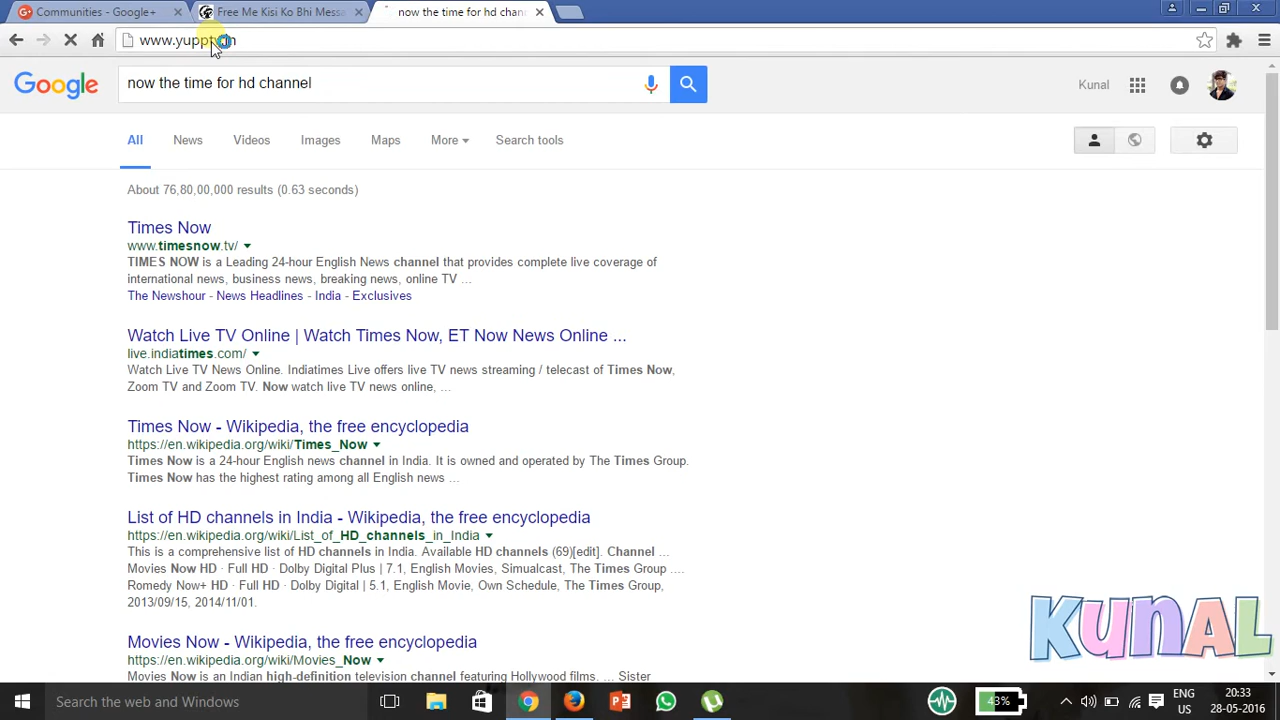 Communities - Google+
Free Me Kisi Ko Bhi Messa
now the time for hd chann
Google
now the time for hd channel
Kunal
All News Videos Images Maps More Search tools
About 76,80,00,000 results (0.63 seconds)
Times Now
www.timesnow.tv/
TIMES NOW is a Leading 24-hour English News channel that provides complete live coverage of
international news, business news, breaking news, online TV ...
The Newshour - News Headlines - India - Exclusives
Watch Live TV Online | Watch Times Now, ET Now News Online ...
live.indiatimes.com/
Watch Live TV News Online. Indiatimes Live offers live TV news streaming / telecast of Times Now,
Zoom TV and Zoom TV. Now watch live TV news online, ...
Times Now - Wikipedia, the free encyclopedia
https://en.wikipedia.org/wiki/Times_Now
Times Now is a 24-hour English news channel in India. It is owned and operated by The Times Group.
Times Now has the highest rating among all English news ...
List of HD channels in India - Wikipedia, the free encyclopedia
https://en.wikipedia.org/wiki/List_of_HD_channels_in_India
This is a comprehensive list of HD channels in India. Available HD channels (69)[edit]. Channel ...
Movies Now HD · Full HD · Dolby Digital Plus | 7.1, English Movies, Simualcast, The Times Group ....
Romedy Now+ HD · Full HD · Dolby Digital | 5.1, English Movie, Own Schedule, The Times Group,
2013/09/15, 2014/11/01.
Movies Now - Wikipedia, the free encyclopedia
https://en.wikipedia.org/wiki/Movies_Now
Movies Now is an Indian high-definition television channel featuring Hollywood films. ... Sister
KUNAL
Search the web and Windows
43%
ENG
US
20:33
28-05-2016